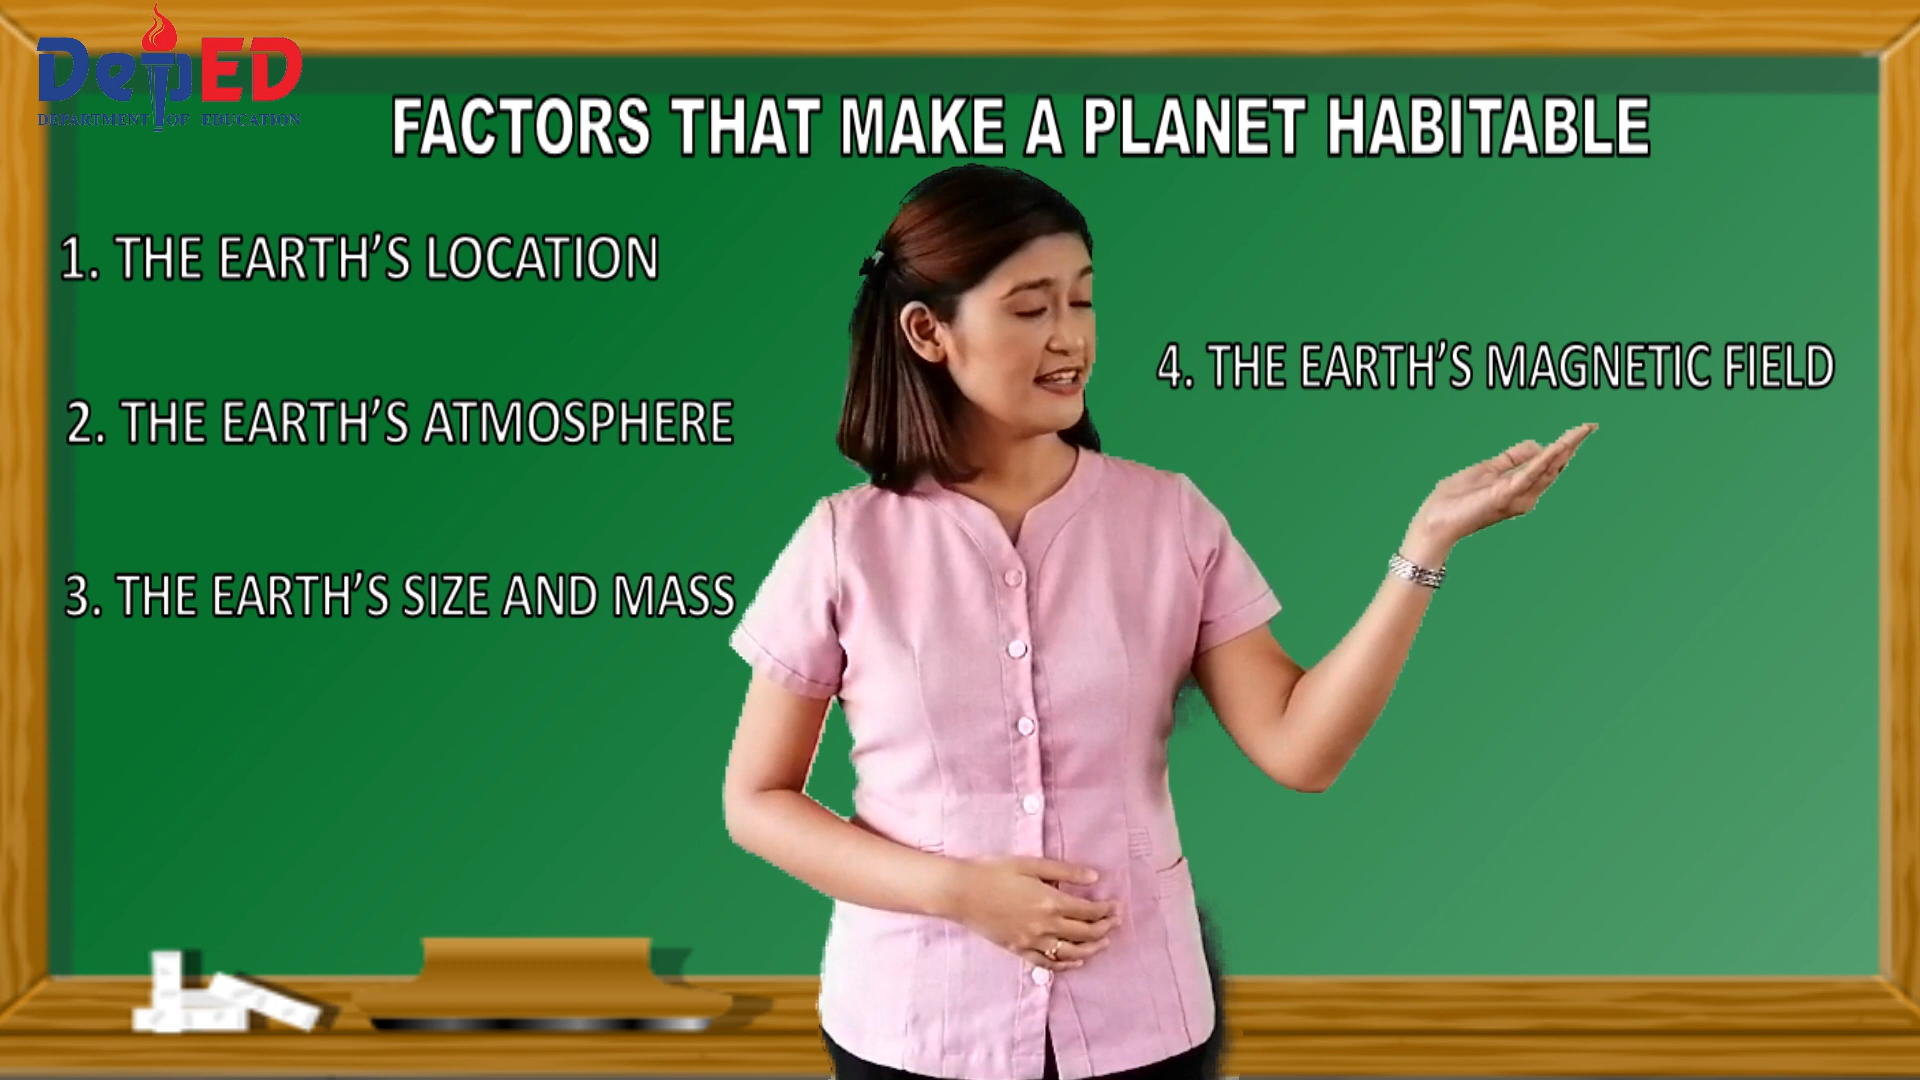 DepED
DEPARTMENT OF EDUCATION
FACTORS THAT MAKE A PLANET HABITABLE
1. THE EARTH’S LOCATION
2. THE EARTH’S ATMOSPHERE
3. THE EARTH’S SIZE AND MASS
4. THE EARTH’S MAGNETIC FIELD